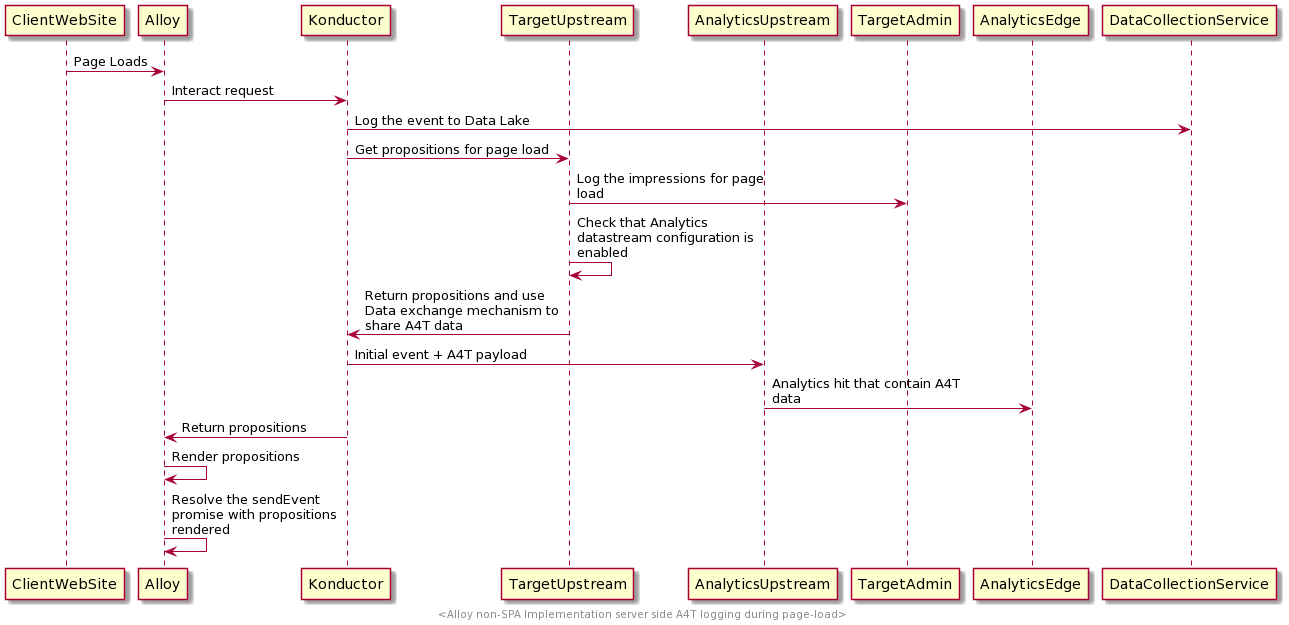 ClientWebSite Alloy Konductor TargetUpstream AnalyticsUpstream TargetAdmin AnalyticsEdge DataCollectionService
Page Loads
Interact request
Log the event to Data Lake
Get propositions for page load
Log the impressions for page
load
Check that Analytics
datastream configuration is
enabled
Return propositions and use
Data exchange mechanism to
share A4T data
Initial event + A4T payload
Analytics hit that contain A4T
data
Return propositions
Render propositions
Resolve the sendEvent
promise with propositions
rendered
ClientWebSite Alloy Konductor TargetUpstream AnalyticsUpstream TargetAdmin AnalyticsEdge DataCollectionService
<Alloy non-SPA Implementation server side A4T logging during page-load>